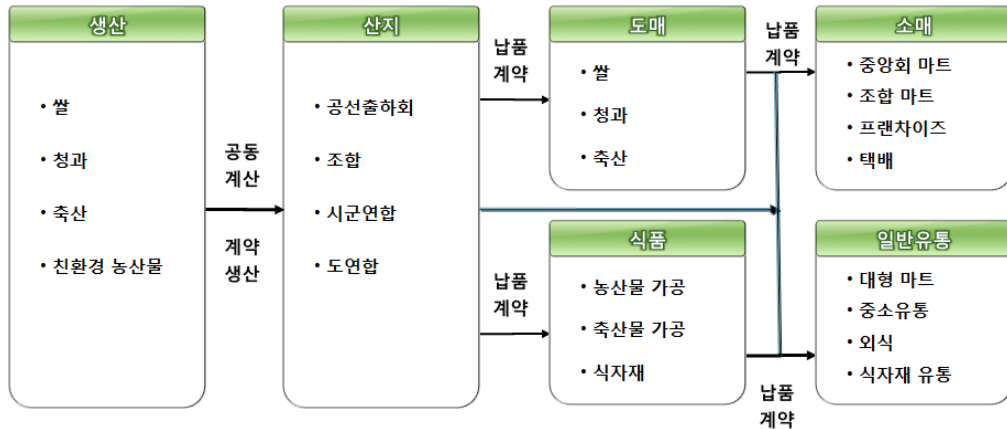 생산
• 쌀
• 청과
• 축산
• 친환경 농산물
공동
계산
계약
생산
산지
• 공선출하회
• 조합
• 시군연합
• 도연합
납품
계약
납품
계약
도매
• 쌀
• 청과
• 축산
식품
• 농산물 가공
• 축산물 가공
• 식자재
납품
계약
납품
계약
소매
• 중앙회 마트
• 조합 마트
• 프랜차이즈
• 택배
일반유통
• 대형 마트
• 중소유통
• 외식
• 식자재 유통